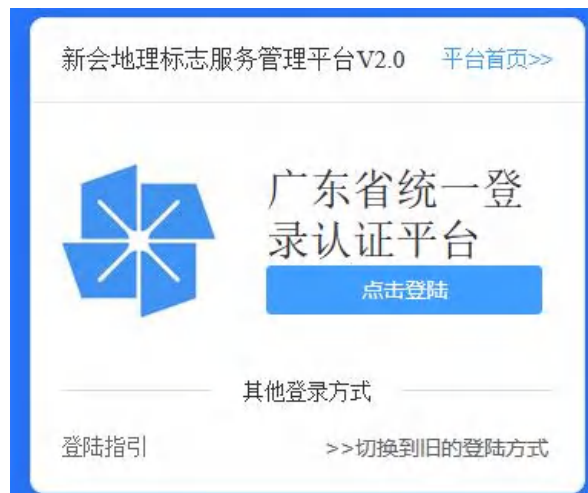 新会地理标志服务管理平台V2.0 平台首页>>
广东省统一登
录认证平台
点击登陆
其他登录方式
登陆指引 >>切换到旧的登陆方式